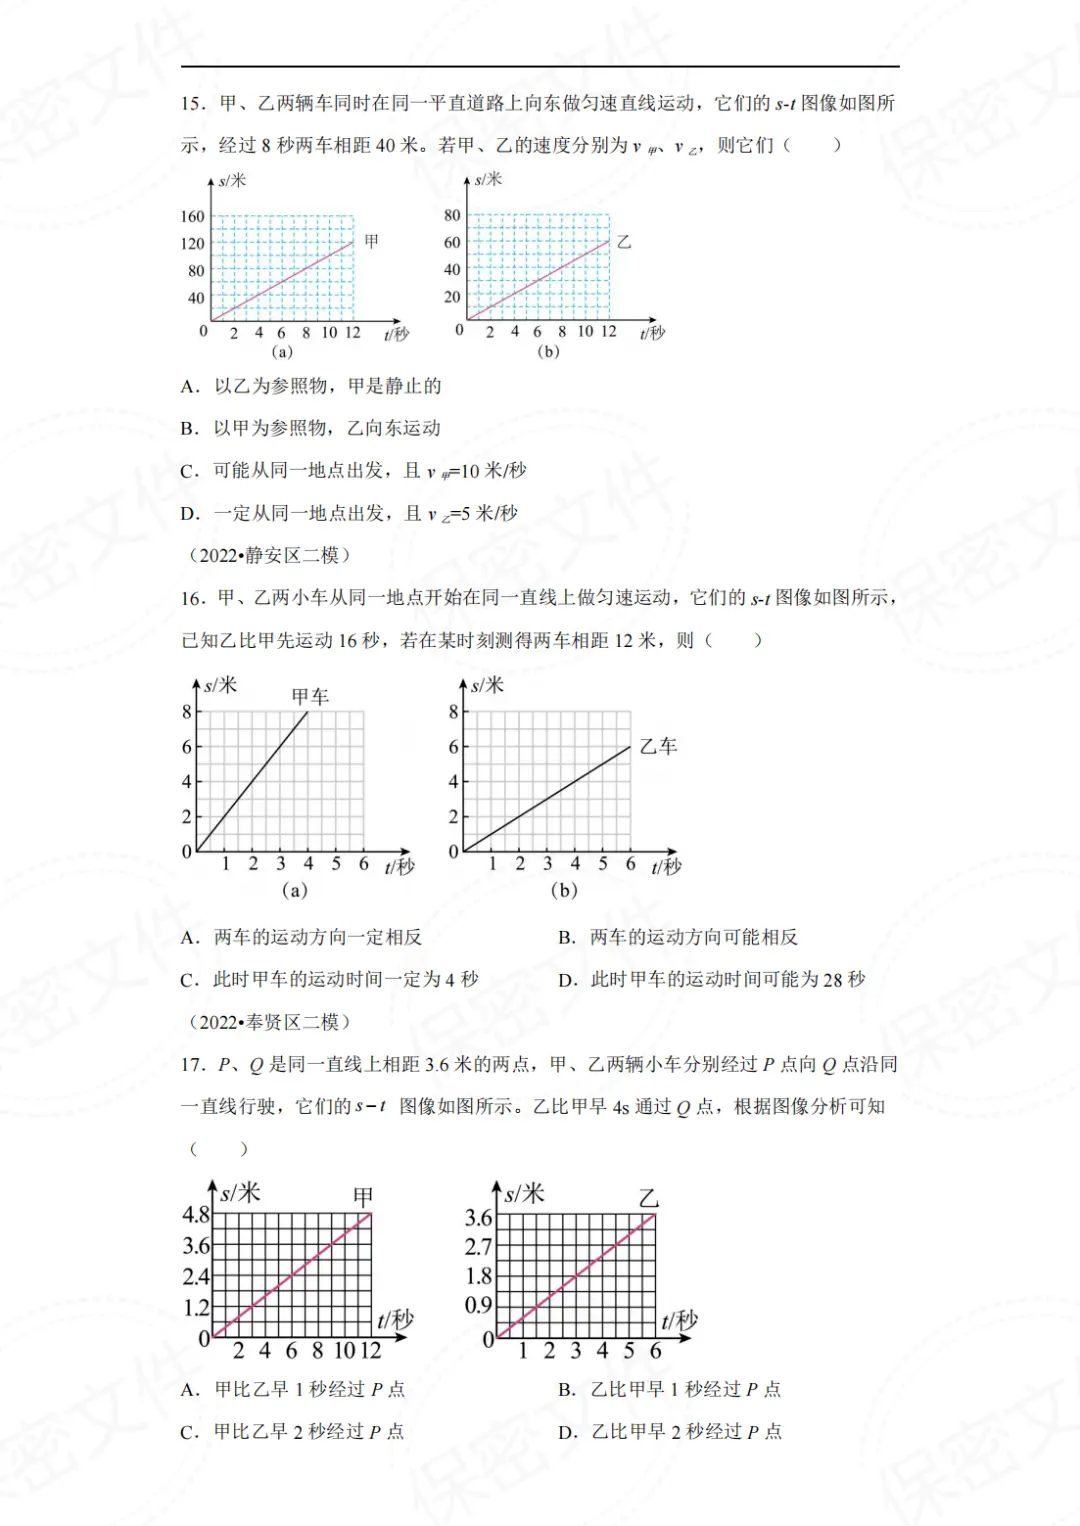 15．甲、乙两辆车同时在同一平直道路上向东做匀速直线运动，它们的 s-t 图像如图所
示，经过 8 秒两车相距 40 米。若甲、乙的速度分别为 v 甲、v 乙，则它们（　　）
s/米 s/米
160 80
甲 乙
120 60
80 40
40 20
0 2 4 6 8 10 12 t/秒 0 2 4 6 8 10 12 t/秒
（a） （b）
A．以乙为参照物，甲是静止的
B．以甲为参照物，乙向东运动
C．可能从同一地点出发，且 v 甲=10 米/秒
D．一定从同一地点出发，且 v 乙=5 米/秒
（2022•静安区二模）
16．甲、乙两小车从同一地点开始在同一直线上做匀速运动，它们的 s-t 图像如图所示，
已知乙比甲先运动 16 秒，若在某时刻测得两车相距 12 米，则（　　）
s/米 甲车 s/米
8 8
6 6 乙车
4 4
2 2
0 1 2 3 4 5 6 t/秒 0 1 2 3 4 5 6 t/秒
（a） （b）
A．两车的运动方向一定相反 B．两车的运动方向可能相反
C．此时甲车的运动时间一定为 4 秒 D．此时甲车的运动时间可能为 28 秒
（2022•奉贤区二模）
17．P、Q 是同一直线上相距 3.6 米的两点，甲、乙两辆小车分别经过 P 点向 Q 点沿同
一直线行驶，它们的 s−t 图像如图所示。乙比甲早 4s 通过 Q 点，根据图像分析可知
（　　）
s/米 甲 s/米 乙
4.8 3.6
3.6 2.7
2.4 1.8
1.2 0.9
t/秒 t/秒
0 2 4 6 8 10 12 0 1 2 3 4 5 6
A．甲比乙早 1 秒经过 P 点 B．乙比甲早 1 秒经过 P 点
C．甲比乙早 2 秒经过 P 点 D．乙比甲早 2 秒经过 P 点
保密文件